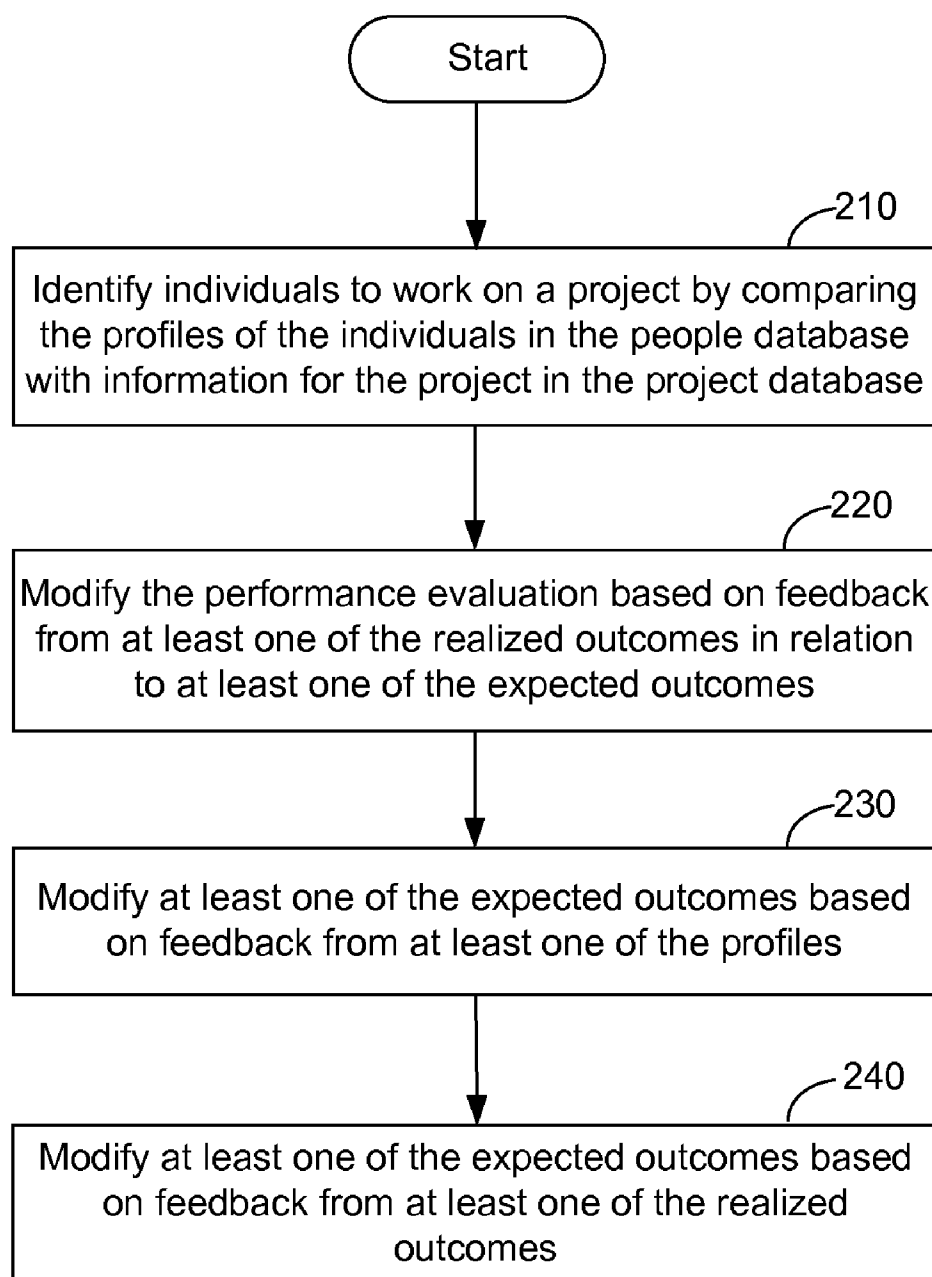 Start
210
Identify individuals to work on a project by comparing
the profiles of the individuals in the people database
with information for the project in the project database
220
Modify the performance evaluation based on feedback
from at least one of the realized outcomes in relation
to at least one of the expected outcomes
230
Modify at least one of the expected outcomes based
on feedback from at least one of the profiles
240
Modify at least one of the expected outcomes based
on feedback from at least one of the realized
outcomes